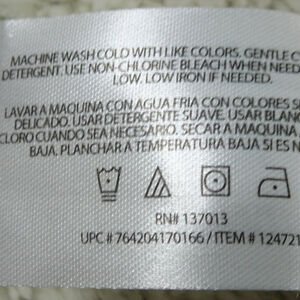 MACHINE WASH COLD WITH LIKE COLORS. GENTLE C
DETERGENT. USE NON-CHLORINE BLEACH WHEN NEE
LOW. LOW IRON IF NEEDED.
LAVAR A MAQUINA CON AGUA FRIA CON COLORES S
DELICADO. USAR DETERGENTE SUAVE. USAR BLAN
CLORO CUANDO SEA NECESARIO. SECAR A MAQUINA
BAJA. PLANCHAR A TEMPERATURA BAJA SI ES N
RN# 137013
UPC # 764204170166 / ITEM # 124721